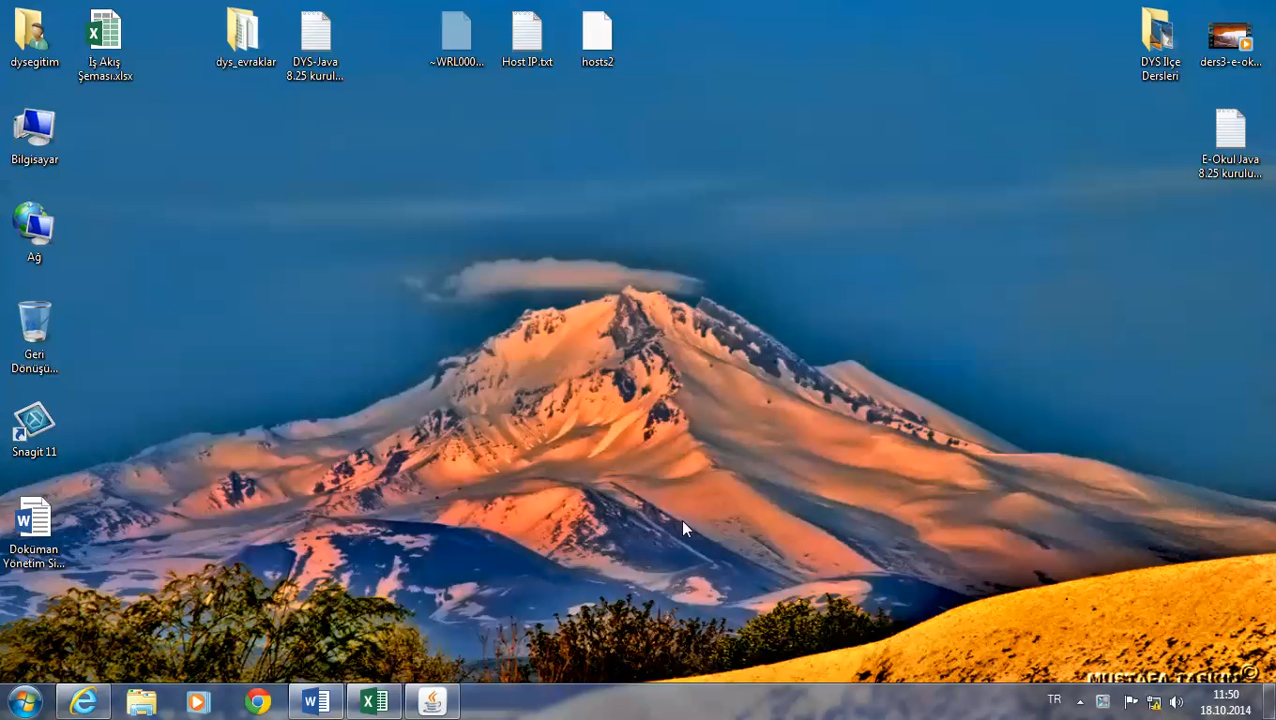 dysegitim
İş Akış
Şeması.xlsx
dys_evraklar
DYS-Java
8.25 kurul...
~WRL000...
Host IP.txt
hosts2
DYS İlçe
Dersleri
ders3-e-ok...
Bilgisayar
E-Okul Java
8.25 kurulu...
Ağ
Geri
Dönüşü...
Snagit 11
Doküman
Yönetim Si...
MUSTAFA TAŞKIN ©
TR
11:50
18.10.2014